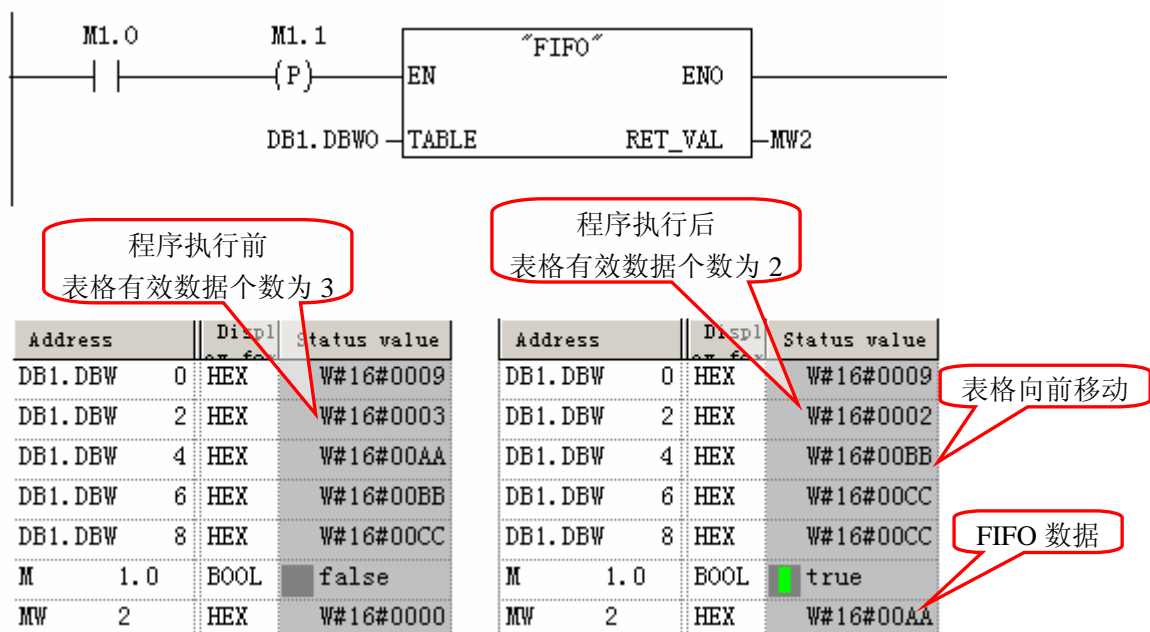 M1.0 M1.1
″FIFO″
(P) EN ENO
DB1.DBW0 TABLE RET_VAL MW2
程序执行前
表格有效数据个数为 3
程序执行后
表格有效数据个数为 2
Address Displ Status value
DB1.DBW 0 HEX W#16#0009
DB1.DBW 2 HEX W#16#0003
DB1.DBW 4 HEX W#16#00AA
DB1.DBW 6 HEX W#16#00BB
DB1.DBW 8 HEX W#16#00CC
M 1.0 BOOL false
MW 2 HEX W#16#0000
Address Displ Status value
DB1.DBW 0 HEX W#16#0009
DB1.DBW 2 HEX W#16#0002
DB1.DBW 4 HEX W#16#00BB
DB1.DBW 6 HEX W#16#00CC
DB1.DBW 8 HEX W#16#00CC
M 1.0 BOOL true
MW 2 HEX W#16#00AA
表格向前移动
FIFO 数据